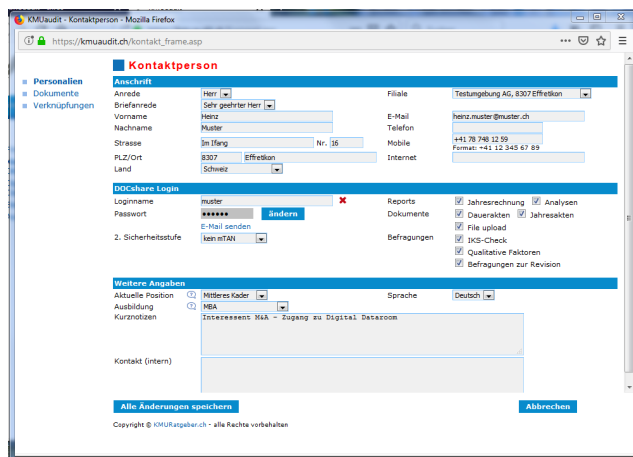 KMUaudit - Kontaktperson - Mozilla Firefox
https://kmuaudit.ch/kontakt_frame.asp
Kontaktperson
Personalien
Dokumente
Verknüpfungen
Anschrift
Anrede Herr Filiale Testumgebung AG, 8307 Effretikon
Briefanrede Sehr geehrter Herr
Vorname Heinz E-Mail heinz.muster@muster.ch
Nachname Muster Telefon
Strasse Im Ifang Nr. 16 Mobile +41 78 748 12 59
Format: +41 12 345 67 89
PLZ/Ort 8307 Effretikon Internet
Land Schweiz
DOCshare Login
Loginname muster Reports Jahresrechnung Analysen
Passwort •••••• ändern Dokumente Dauerakten Jahresakten
E-Mail senden File upload
2. Sicherheitsstufe kein mTAN Befragungen IKS-Check
Qualitative Faktoren
Befragungen zur Revision
Weitere Angaben
Aktuelle Position Mittleres Kader Sprache Deutsch
Ausbildung MBA
Kurznotizen Interessent M&A - Zugang zu Digital Dataroom
Kontakt (intern)
Alle Änderungen speichern Abbrechen
Copyright © KMURatgeber.ch - alle Rechte vorbehalten